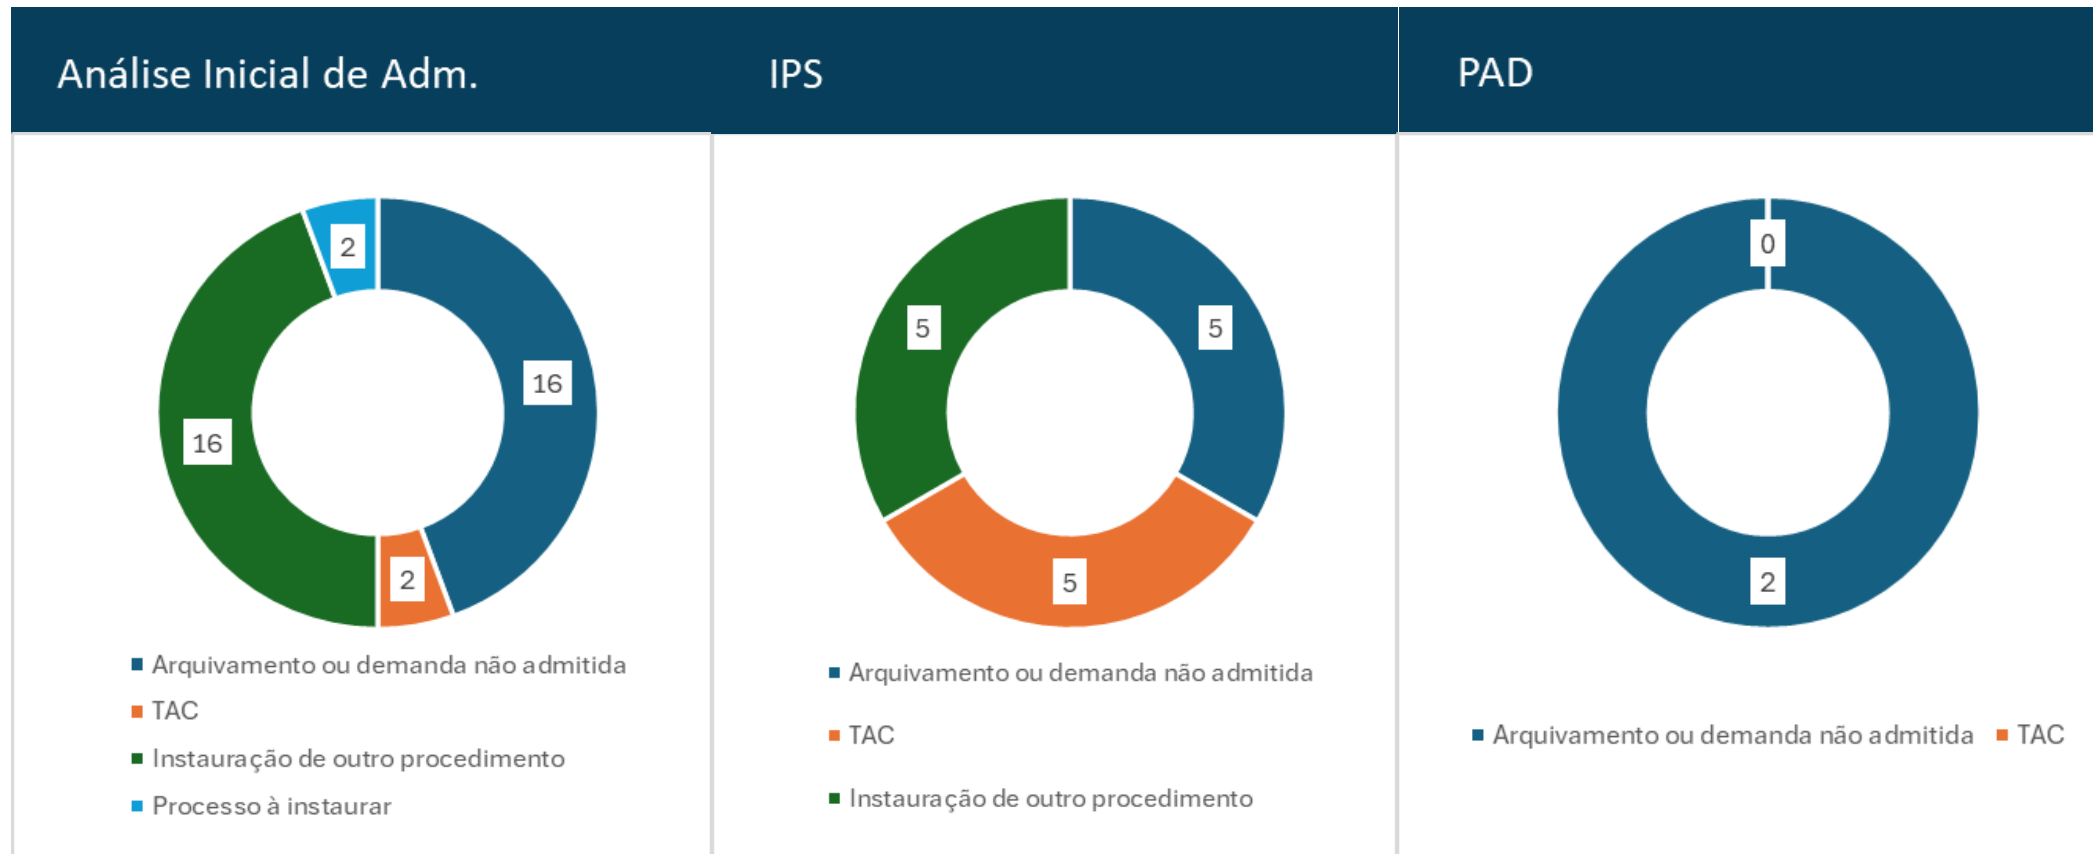 Análise Inicial de Adm.
IPS
PAD
2
16
16
2
Arquivamento ou demanda não admitida
TAC
Instauração de outro procedimento
Processo à instaurar
5
5
5
Arquivamento ou demanda não admitida
TAC
Instauração de outro procedimento
0
2
Arquivamento ou demanda não admitida TAC